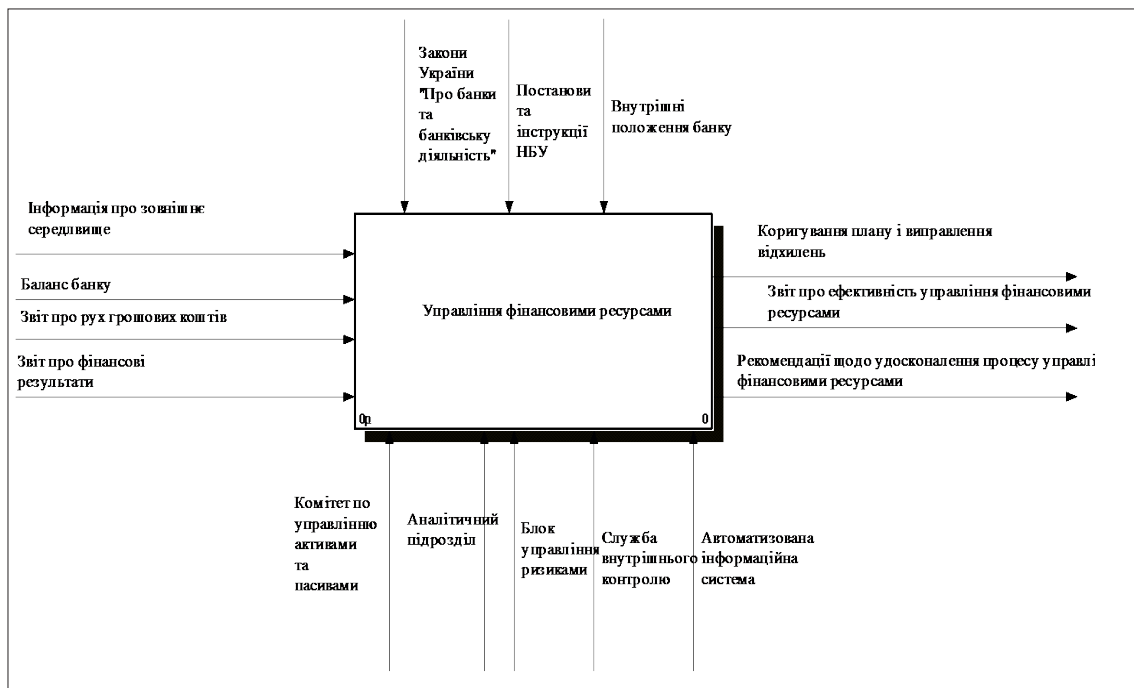 Закони
України
"Про банки
та
банківську
діяльність"
Постанови
та
інструкції
НБУ
Внутрішні
положення банку
Інформація про зовнішнє
середлвище
Баланс банку
Звіт про рух грошових коштів
Звіт про фінансові
результати
Управління фінансовими ресурсами
0р
0
Коригування плану і виправлення
відхилень
Звіт про ефективність управління фінансовими
ресурсами
Рекомендації щодо удосконалення процесу управлі
фінансовими ресурсами
Комітет по
управлінню
активами
та
пасивами
Аналітичний
підрозділ
Блок
управління
ризиками
Служба
внутрішнього
контролю
Автоматизована
інформаційна
система